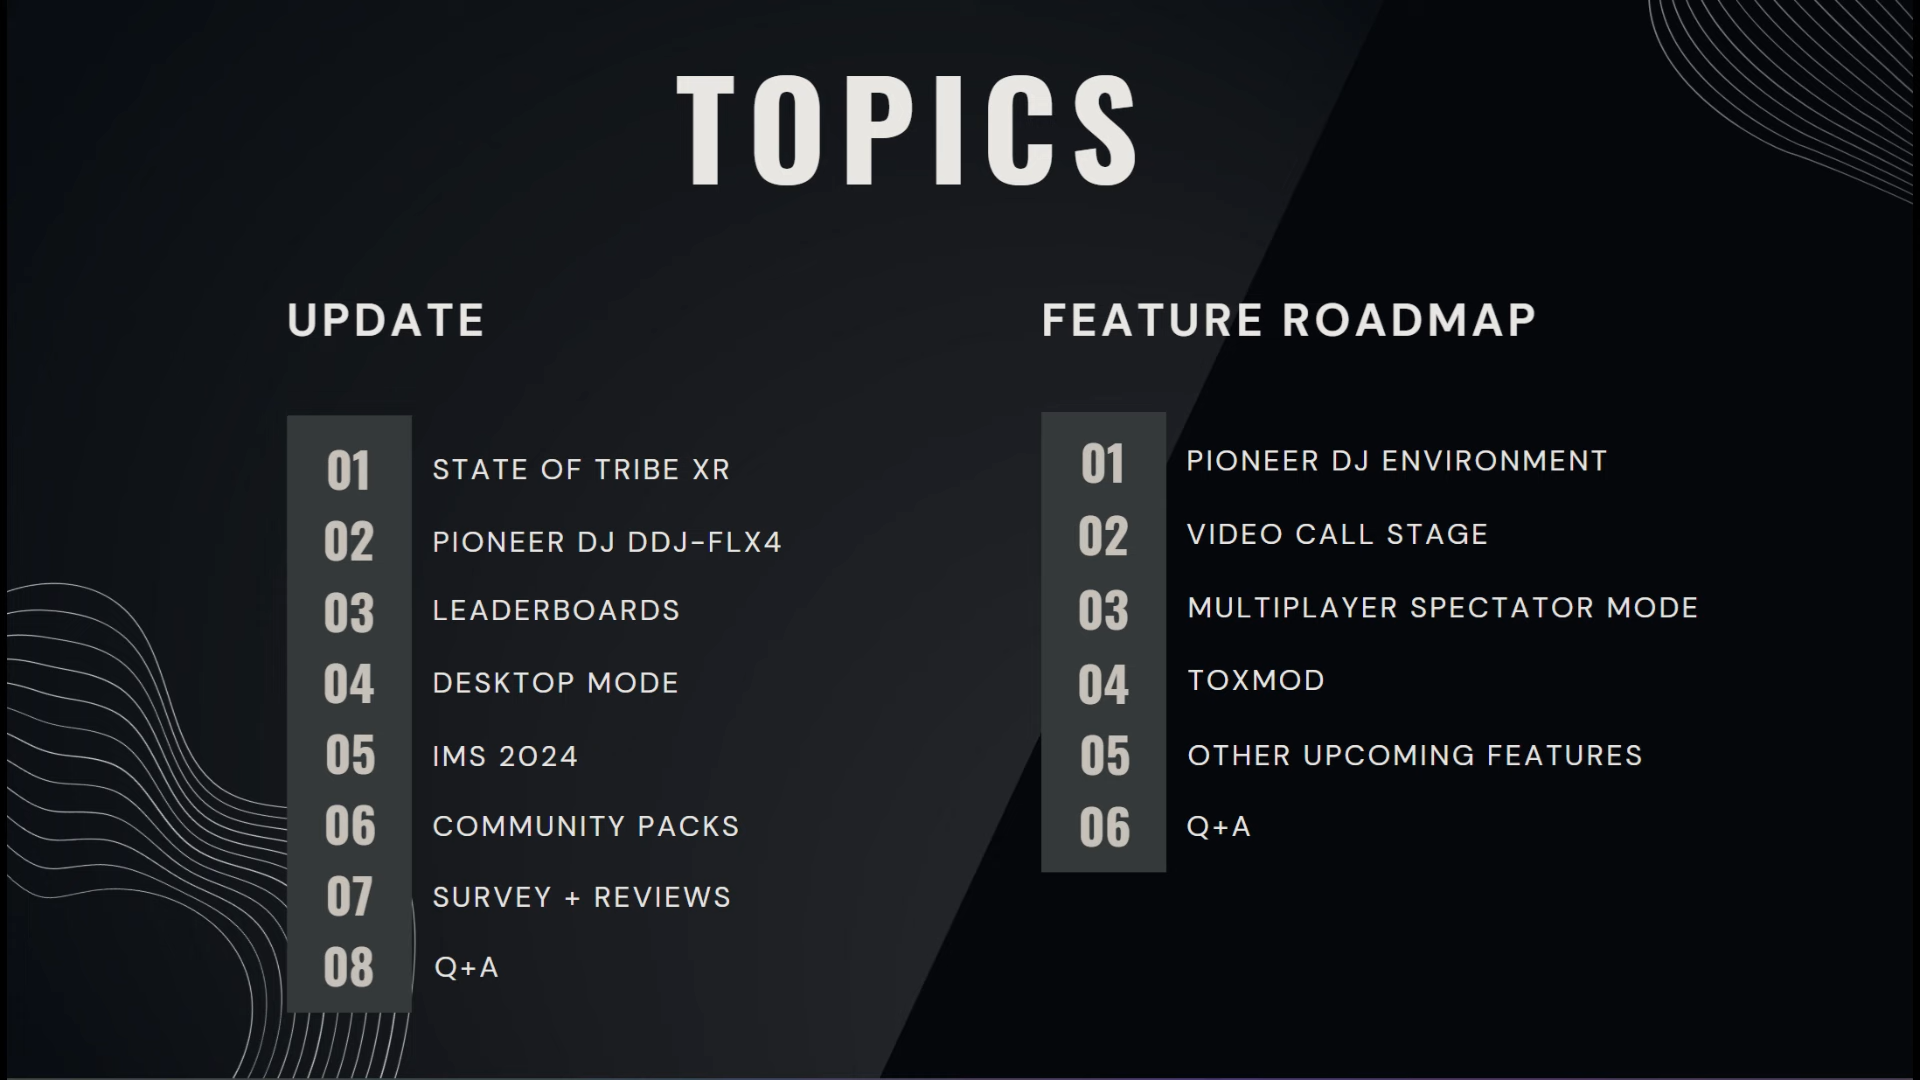 TOPICS
UPDATE
01 STATE OF TRIBE XR
02 PIONEER DJ DDJ-FLX4
03 LEADERBOARDS
04 DESKTOP MODE
05 IMS 2024
06 COMMUNITY PACKS
07 SURVEY + REVIEWS
08 Q+A
FEATURE ROADMAP
01 PIONEER DJ ENVIRONMENT
02 VIDEO CALL STAGE
03 MULTIPLAYER SPECTATOR MODE
04 TOXMOD
05 OTHER UPCOMING FEATURES
06 Q+A